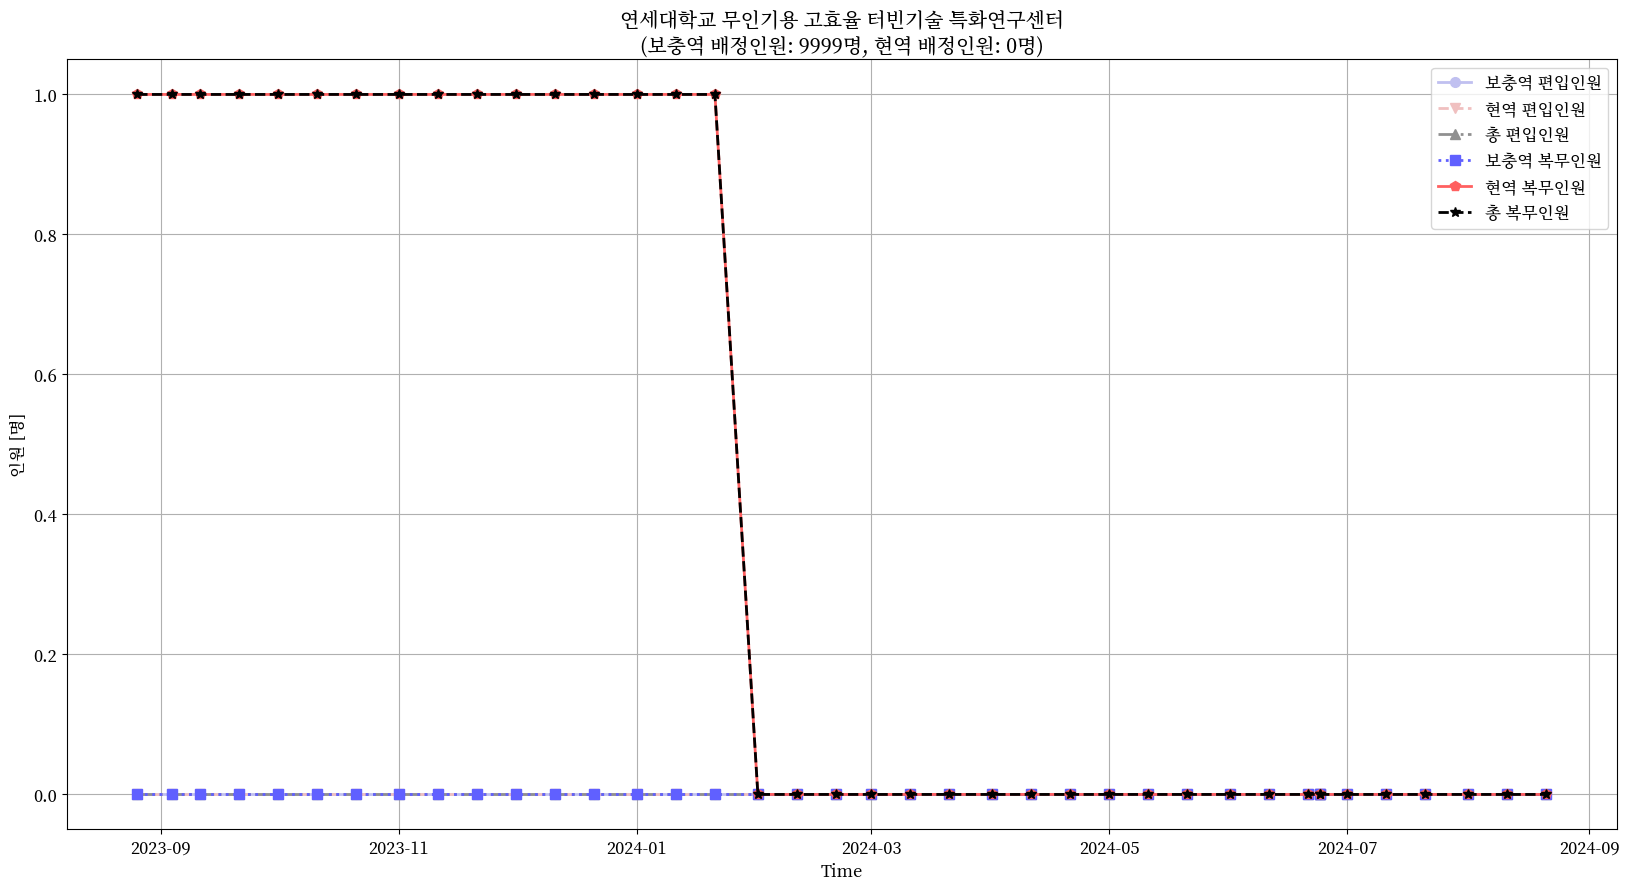 연세대학교 무인기용 고효율 터빈기술 특화연구센터
(보충역 배정인원: 9999명, 현역 배정인원: 0명)
보충역 편입인원
현역 편입인원
총 편입인원
보충역 복무인원
현역 복무인원
총 복무인원
인원 [명]
1.0
0.8
0.6
0.4
0.2
0.0
2023-09
2023-11
2024-01
2024-03
2024-05
2024-07
2024-09
Time